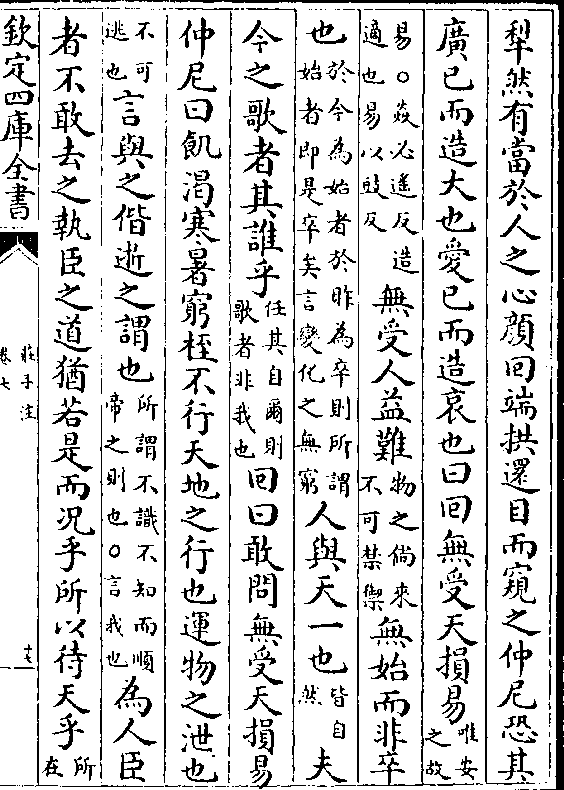 犂然有當於人之心顔回端拱還目而窺之仲尼恐其
廣已而造大也愛已而造哀也曰回無受天損易唯安之故
易〇焱必遥反造適也易以䜴反無受人益難物之倘來不可禁禦無始而非卒
也於今為始者於昨為卒則所謂始者即是卒矣言變化之無窮人與天一也皆自然夫
今之歌者其誰乎任其自爾則歌者非我也回曰敢問無受天損易
仲尼曰飢渴寒暑窮桎不行天地之行也運物之泄也
不可逃也言與之偕逝之謂也所謂不識不知而順帝之則也〇言我也為人臣
者不敢去之執臣之道猶若是而况乎所以待天乎所在
欽定四庫全書
莊子注
卷七